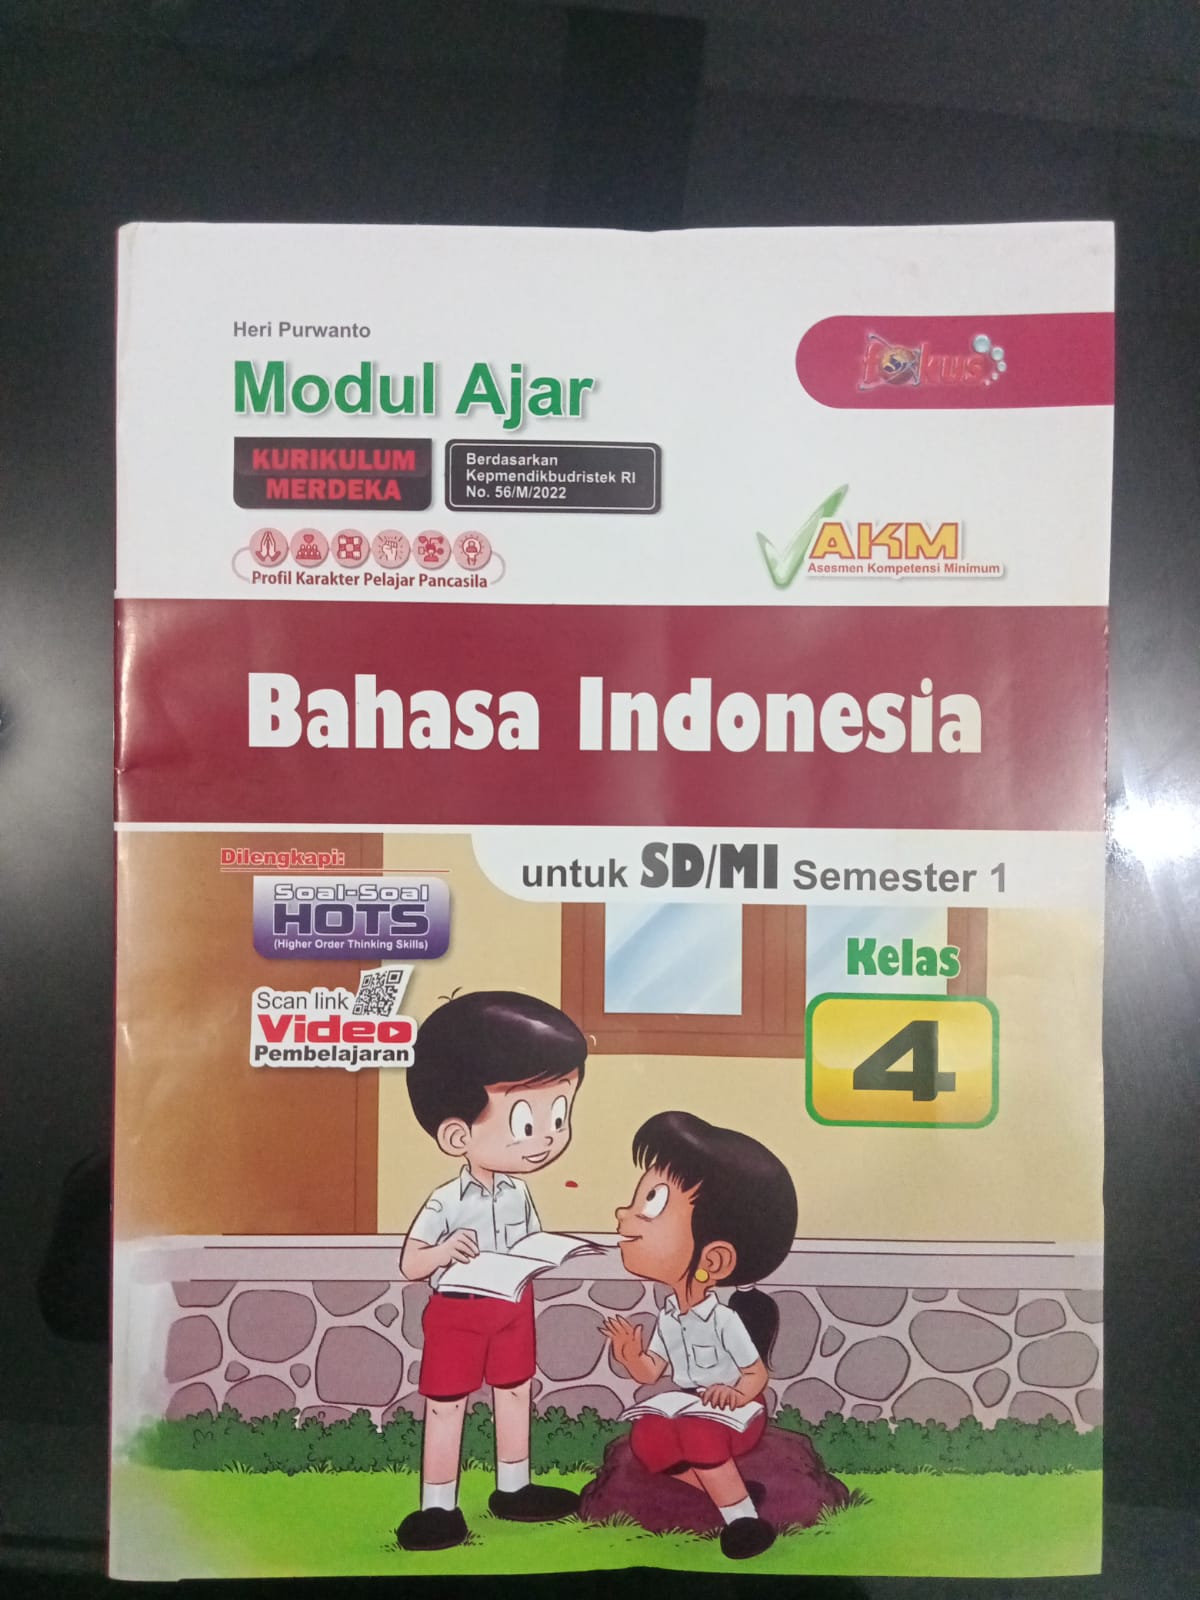 Heri Purwanto
Modul Ajar
fokus
KURIKULUM
MERDEKA
Berdasarkan
Kepmendikbudristek RI
No. 56/M/2022
Profil Karakter Pelajar Pancasila
AKM
Asesmen Kompetensi Minimum
Bahasa Indonesia
untuk SD/MI Semester 1
Dilengkapi:
Soal-Soal
HOTS
(Higher Order Thinking Skills)
Kelas
4
Scan link
Video
Pembelajaran